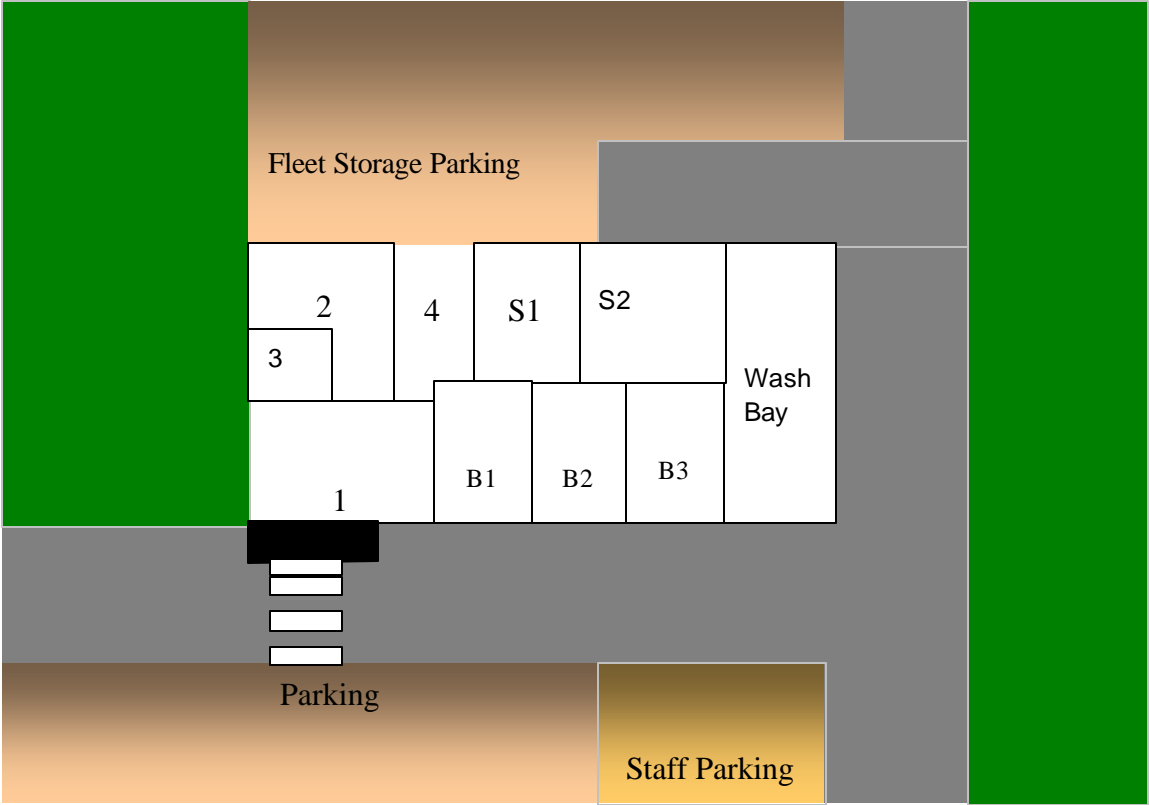 Fleet Storage Parking
2
4
S1
S2
3
Wash
Bay
B1
B2
B3
1
Parking
Staff Parking